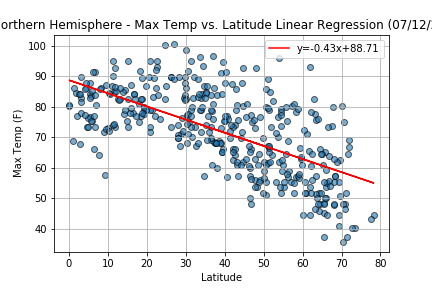 orthern Hemisphere - Max Temp vs. Latitude Linear Regression (07/12/
y=-0.43x+88.71
100
90
80
70
60
50
40
Max Temp (F)
0 10 20 30 40 50 60 70 80
Latitude